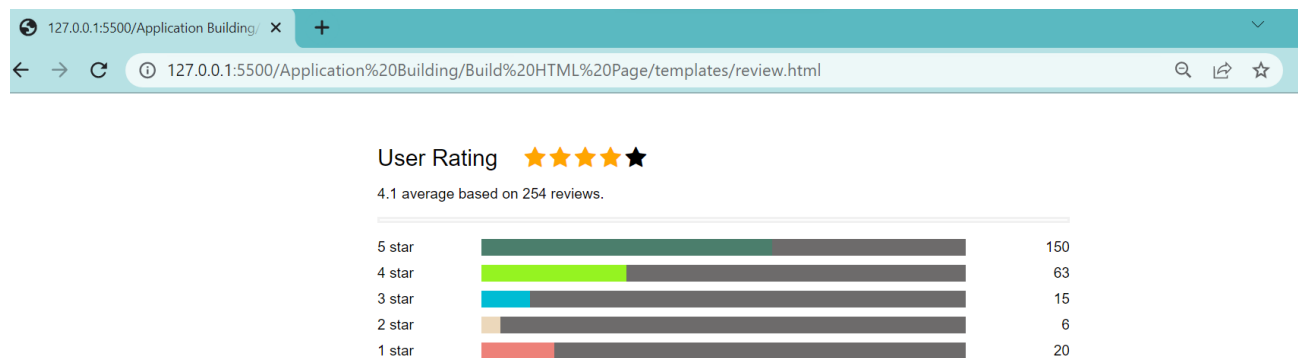 127.0.0.1:5500/Application Building/
127.0.0.1:5500/Application%20Building/Build%20HTML%20Page/templates/review.html
User Rating
4.1 average based on 254 reviews.
5 star 150
4 star 63
3 star 15
2 star 6
1 star 20